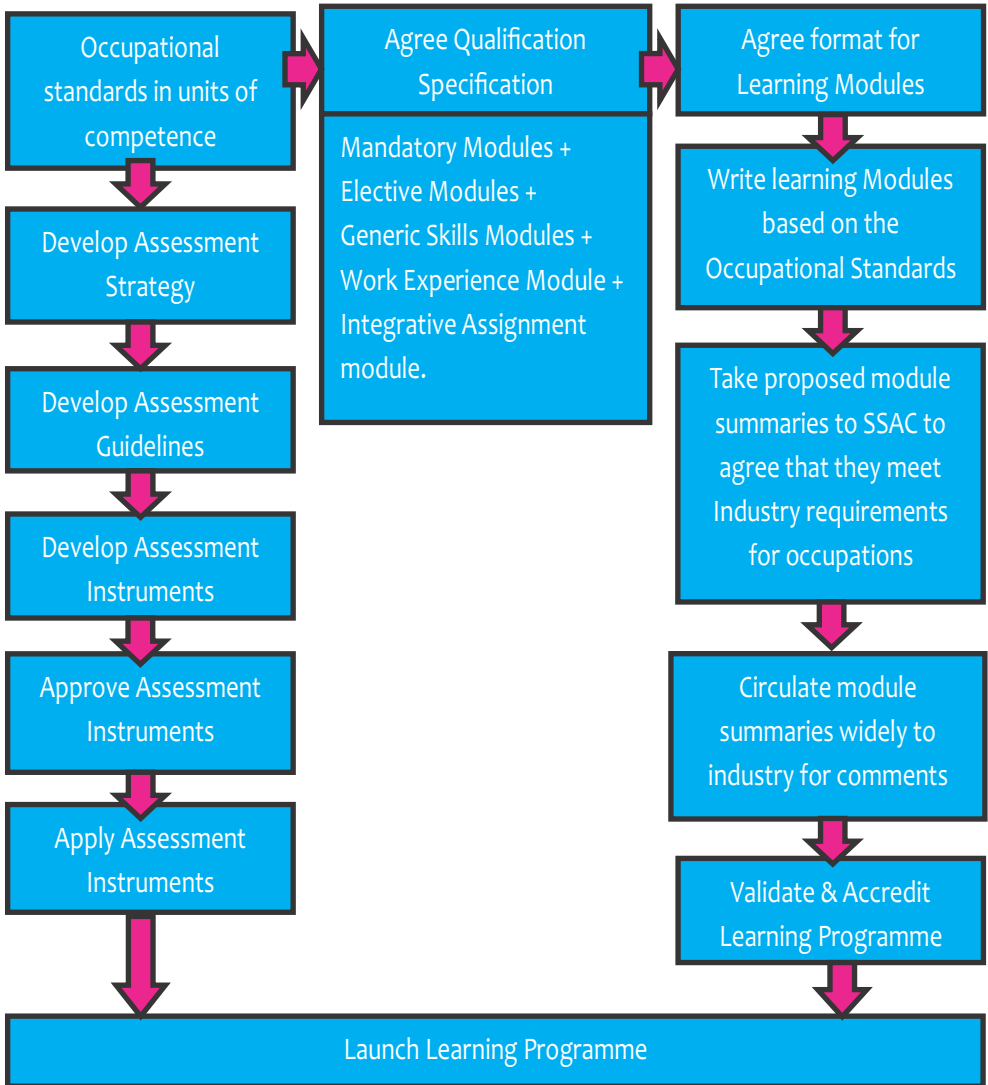 Occupational
standards in units of
competence
Develop Assessment
Strategy
Develop Assessment
Guidelines
Develop Assessment
Instruments
Approve Assessment
Instruments
Apply Assessment
Instruments
Agree Qualification
Specification
Mandatory Modules +
Elective Modules +
Generic Skills Modules +
Work Experience Module +
Integrative Assignment
module.
Agree format for
Learning Modules
Write learning Modules
based on the
Occupational Standards
Take proposed module
summaries to SSAC to
agree that they meet
Industry requirements
for occupations
Circulate module
summaries widely to
industry for comments
Validate & Accredit
Learning Programme
Launch Learning Programme